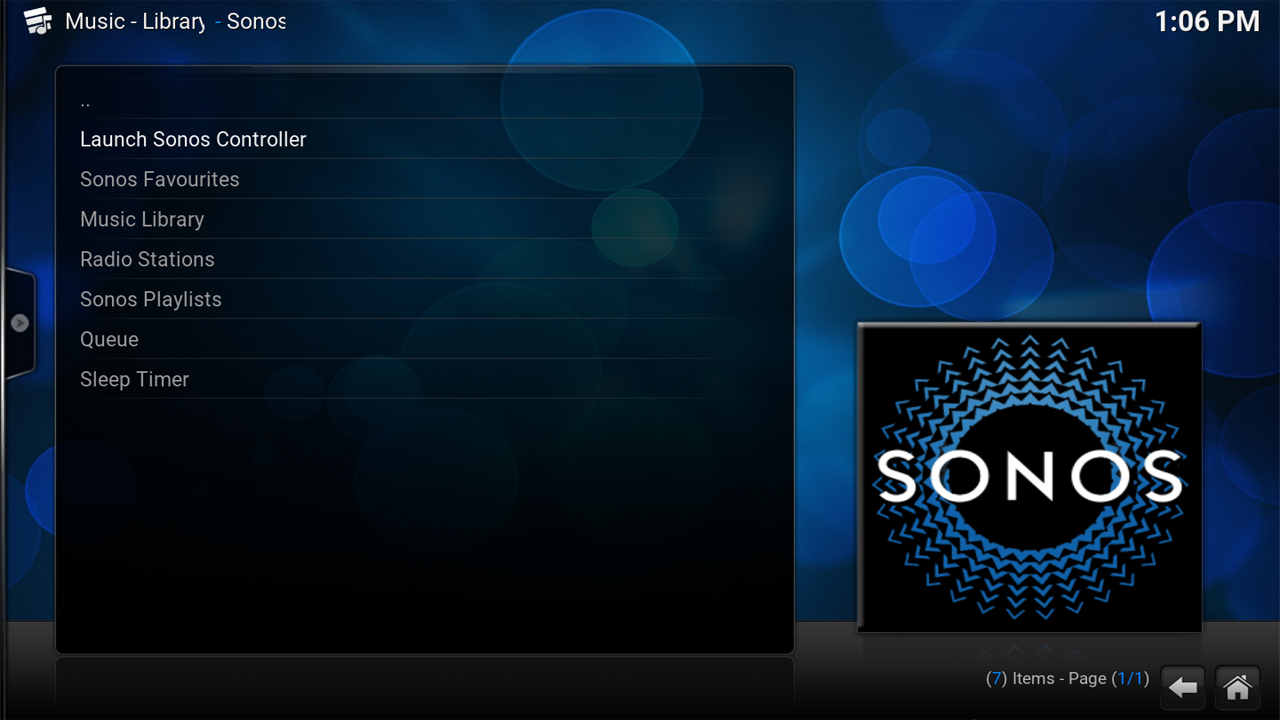 Music - Library - Sonos
1:06 PM
..
Launch Sonos Controller
Sonos Favourites
Music Library
Radio Stations
Sonos Playlists
Queue
Sleep Timer
SONOS
(7) Items - Page (1/1)